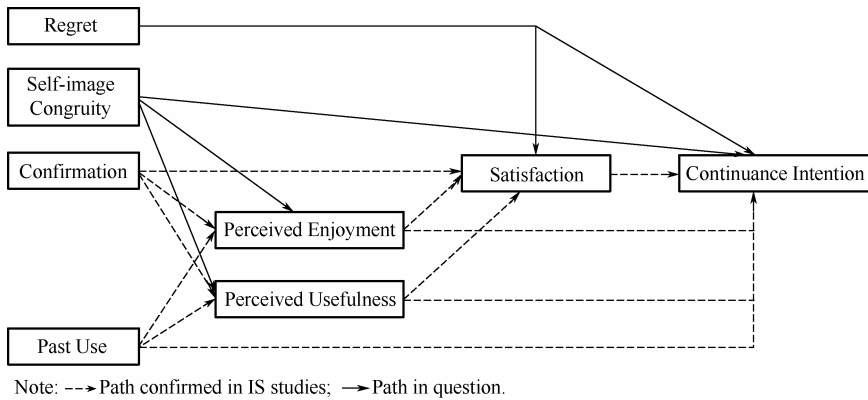 Regret
Self-image
Congruity
Confirmation
Satisfaction
Continuance Intention
Perceived Enjoyment
Perceived Usefulness
Past Use
Note: Path confirmed in IS studies; Path in question.